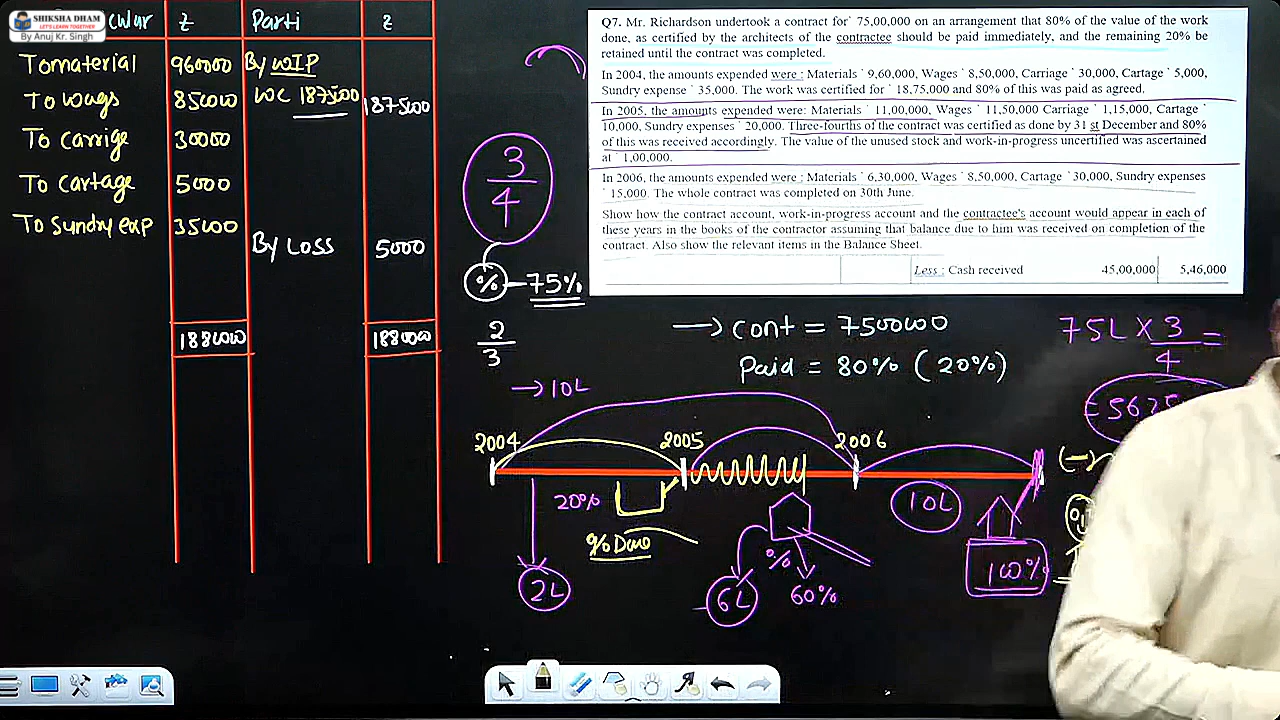 SHIKSHA DHAM
LET'S LEARN TOGETHER
By Anuj Kr. Singh
cular ₹ Parti ₹
To material 960000 By WIP
To wags 850000 WC 1875000 1875000
To Carrige 30000
To Cartage 5000
To Sundry exp 35000
By Loss 5000
1880000 1880000
3
4
% – 75%
2
3
Q7. Mr. Richardson undertook a contract for` 75,00,000 on an arrangement that 80% of the value of the work
done, as certified by the architects of the contractee should be paid immediately, and the remaining 20% be
retained until the contract was completed.
In 2004, the amounts expended were : Materials ` 9,60,000, Wages ` 8,50,000, Carriage ` 30,000, Cartage ` 5,000,
Sundry expense ` 35,000. The work was certified for ` 18,75,000 and 80% of this was paid as agreed.
In 2005, the amounts expended were: Materials ` 11,00,000, Wages ` 11,50,000 Carriage ` 1,15,000, Cartage `
10,000, Sundry expenses ` 20,000. Three-fourths of the contract was certified as done by 31 st December and 80%
of this was received accordingly. The value of the unused stock and work-in-progress uncertified was ascertained
at ` 1,00,000.
In 2006, the amounts expended were : Materials ` 6,30,000, Wages ` 8,50,000, Cartage ` 30,000, Sundry expenses
` 15,000. The whole contract was completed on 30th June.
Show how the contract account, work-in-progress account and the contractee's account would appear in each of
these years in the books of the contractor assuming that balance due to him was received on completion of the
contract. Also show the relevant items in the Balance Sheet.
Less : Cash received 45,00,000 5,46,000
→ Cont = 7500000
Paid = 80% (20%)
75L × 3
4 =
= 5625
→ 10L
2004 2005 2006
(-)
20%
% Done
2L
%
6L
60%
10L
100%